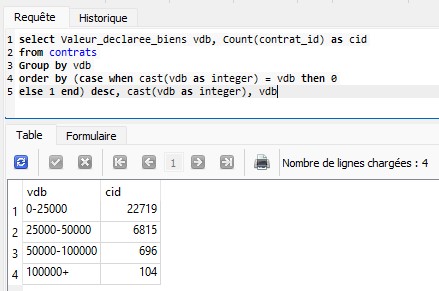 Requête Historique
1 select Valeur_declaree_biens vdb, Count(contrat_id) as cid
2 from contrats
3 Group by vdb
4 order by (case when cast(vdb as integer) = vdb then 0
5 else 1 end) desc, cast(vdb as integer), vdb
Table Formulaire
1 Nombre de lignes chargées : 4
vdb cid
1 0-25000 22719
2 25000-50000 6815
3 50000-100000 696
4 100000+ 104